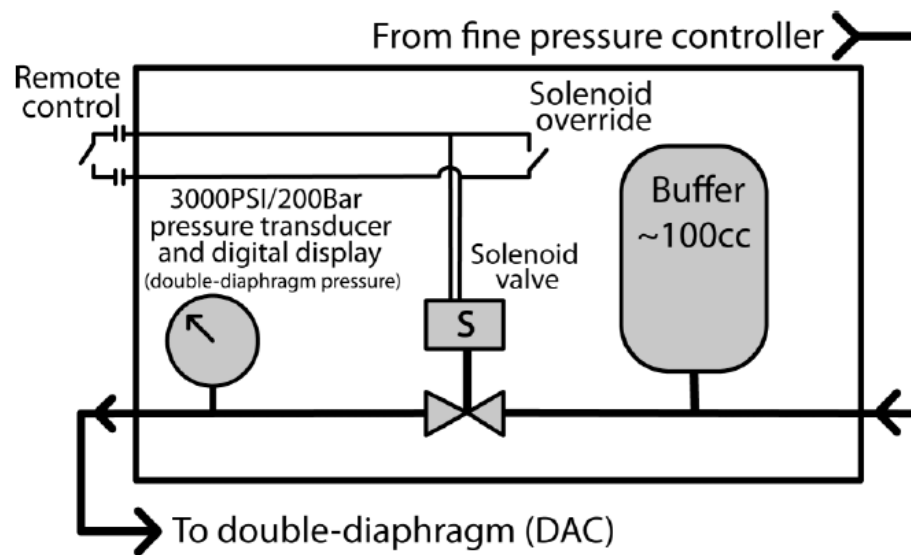 From fine pressure controller
Remote
control
Solenoid
override
3000PSI/200Bar
pressure transducer
and digital display
(double-diaphragm pressure)
Solenoid
valve
S
Buffer
~100cc
To double-diaphragm (DAC)